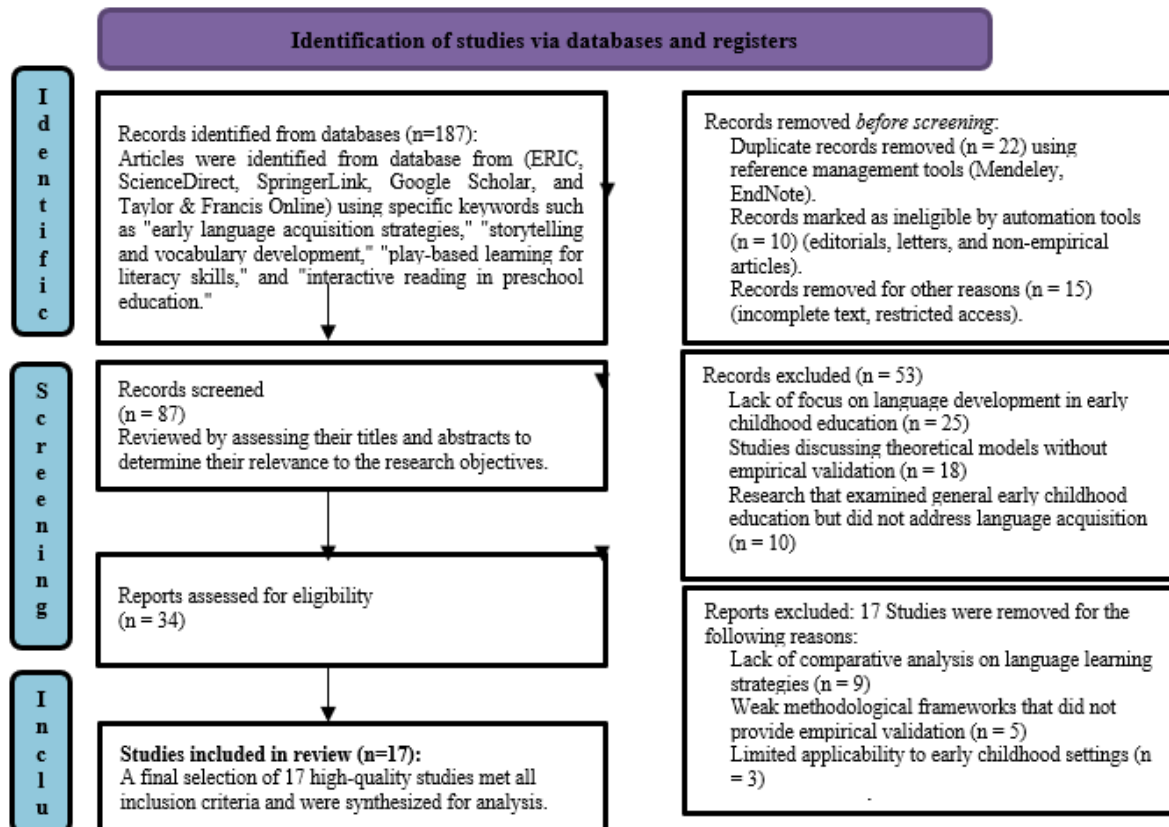 Identification of studies via databases and registers
Identific
Records identified from databases (n=187):
Articles were identified from database from (ERIC,
ScienceDirect, SpringerLink, Google Scholar, and
Taylor & Francis Online) using specific keywords such
as "early language acquisition strategies," "storytelling
and vocabulary development," "play-based learning for
literacy skills," and "interactive reading in preschool
education."
Records removed before screening:
Duplicate records removed (n = 22) using
reference management tools (Mendeley,
EndNote).
Records marked as ineligible by automation tools
(n = 10) (editorials, letters, and non-empirical
articles).
Records removed for other reasons (n = 15)
(incomplete text, restricted access).
Screening
Records screened
(n = 87)
Reviewed by assessing their titles and abstracts to
determine their relevance to the research objectives.
Records excluded (n = 53)
Lack of focus on language development in early
childhood education (n = 25)
Studies discussing theoretical models without
empirical validation (n = 18)
Research that examined general early childhood
education but did not address language acquisition
(n = 10)
Reports assessed for eligibility
(n = 34)
Reports excluded: 17 Studies were removed for the
following reasons:
Lack of comparative analysis on language learning
strategies (n = 9)
Weak methodological frameworks that did not
provide empirical validation (n = 5)
Limited applicability to early childhood settings (n
= 3)
.
Inclu
Studies included in review (n=17):
A final selection of 17 high-quality studies met all
inclusion criteria and were synthesized for analysis.